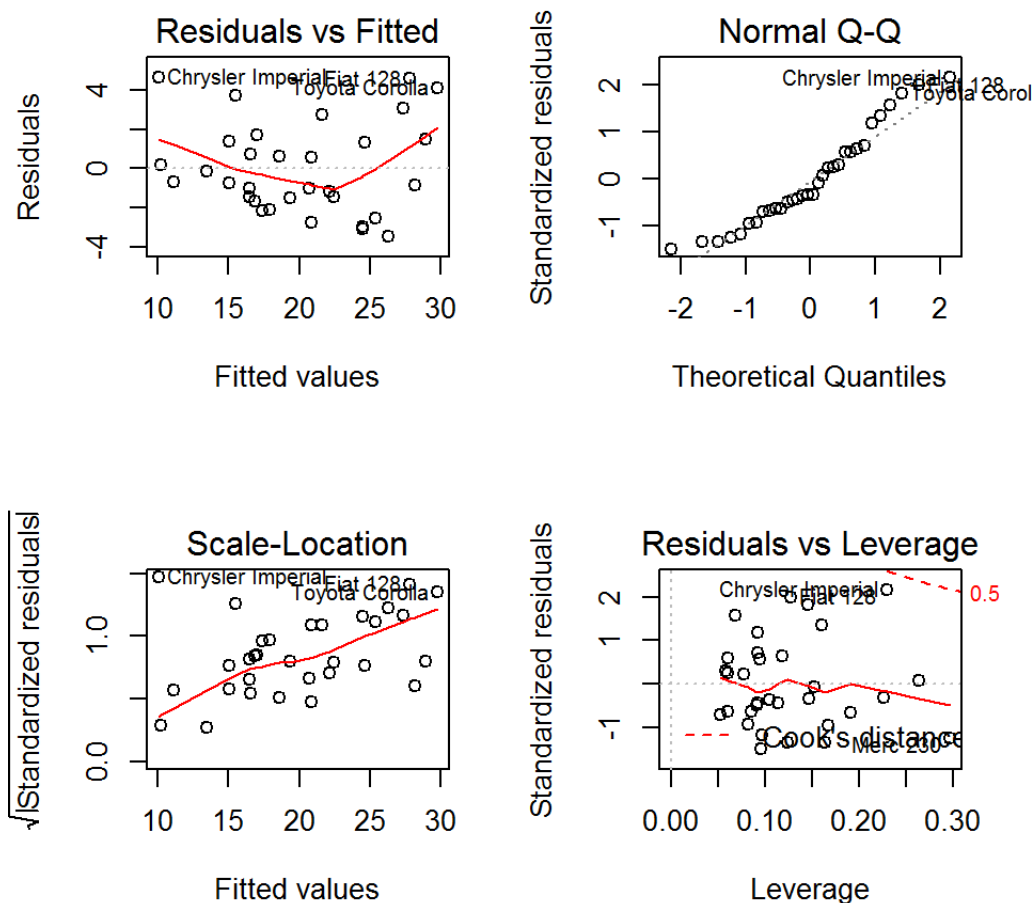 Residuals vs Fitted
Residuals
4
0
-4
Chrysler Imperial
Fiat 128
Toyota Corolla
10 15 20 25 30
Fitted values
Normal Q-Q
Standardized residuals
2
1
0
-1
Chrysler Imperial
Fiat 128
Toyota Corol
-2 -1 0 1 2
Theoretical Quantiles
Scale-Location
√|Standardized residuals|
1.0
0.0
Chrysler Imperial
Fiat 128
Toyota Corolla
10 15 20 25 30
Fitted values
Residuals vs Leverage
Standardized residuals
2
1
-1
Chrysler Imperial
Fiat 128
0.5
Cook's distance
Merc 230
0.00 0.10 0.20 0.30
Leverage